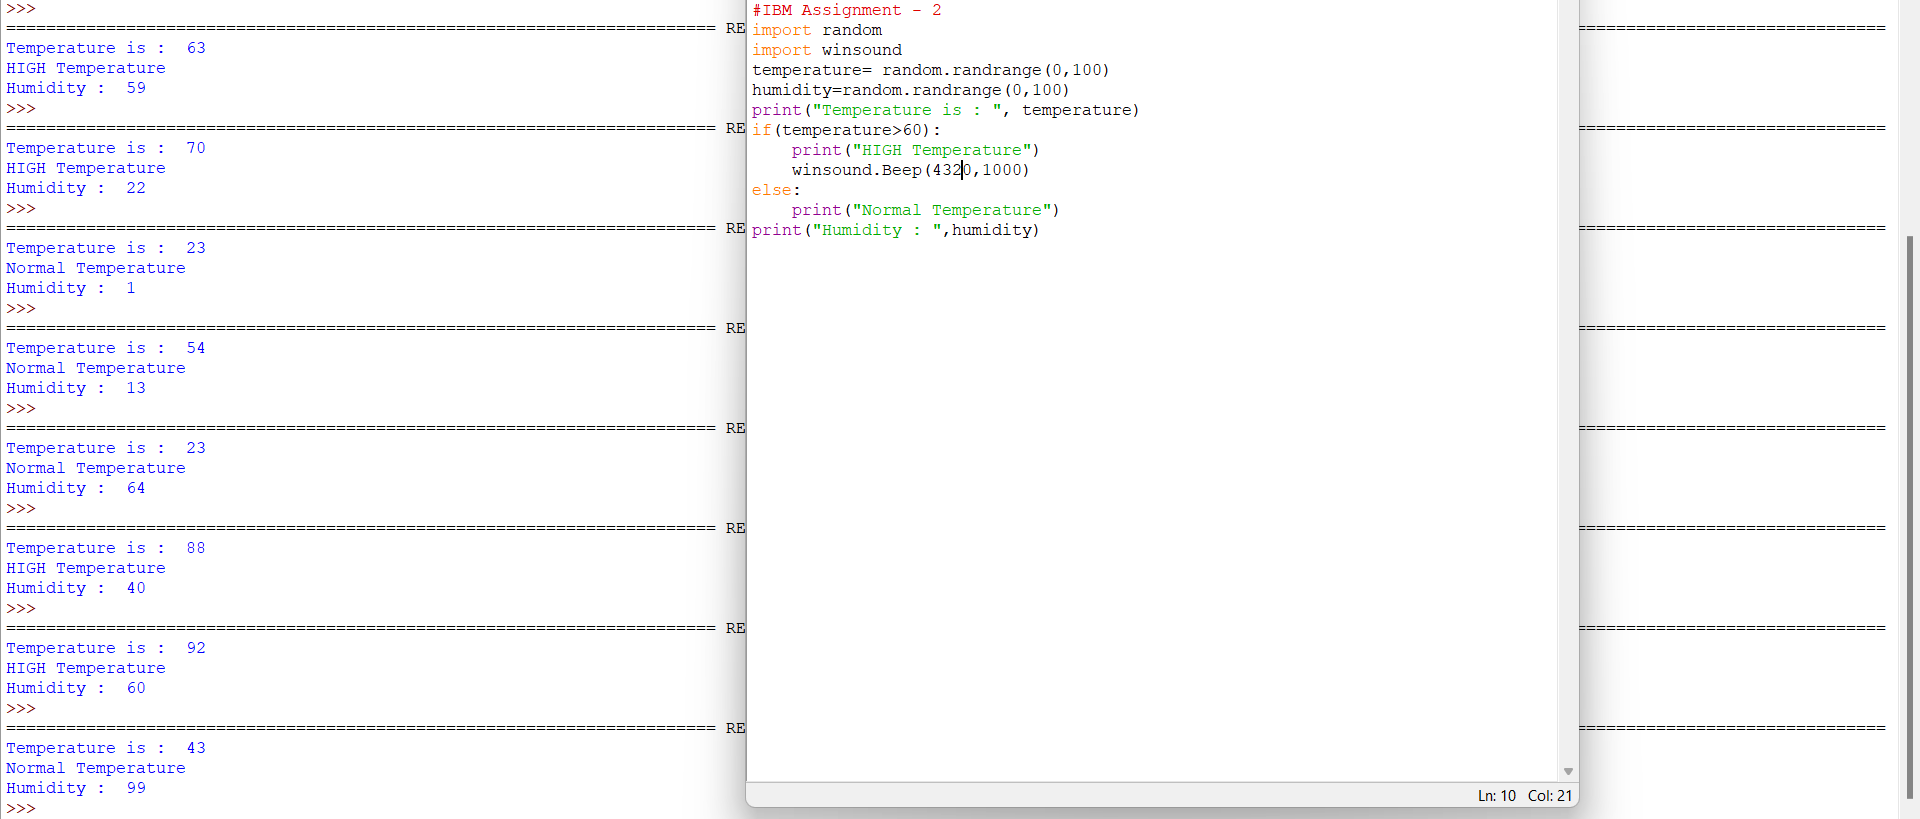 >>>
======================================================================= RE
Temperature is :  63
HIGH Temperature
Humidity :  59
>>>
======================================================================= RE
Temperature is :  70
HIGH Temperature
Humidity :  22
>>>
======================================================================= RE
Temperature is :  23
Normal Temperature
Humidity :  1
>>>
======================================================================= RE
Temperature is :  54
Normal Temperature
Humidity :  13
>>>
======================================================================= RE
Temperature is :  23
Normal Temperature
Humidity :  64
>>>
======================================================================= RE
Temperature is :  88
HIGH Temperature
Humidity :  40
>>>
======================================================================= RE
Temperature is :  92
HIGH Temperature
Humidity :  60
>>>
======================================================================= RE
Temperature is :  43
Normal Temperature
Humidity :  99
>>>
#IBM Assignment - 2
import random
import winsound
temperature= random.randrange(0,100)
humidity=random.randrange(0,100)
print("Temperature is : ", temperature)
if(temperature>60):
    print("HIGH Temperature")
    winsound.Beep(4320,1000)
else:
    print("Normal Temperature")
print("Humidity : ",humidity)
Ln: 10 Col: 21